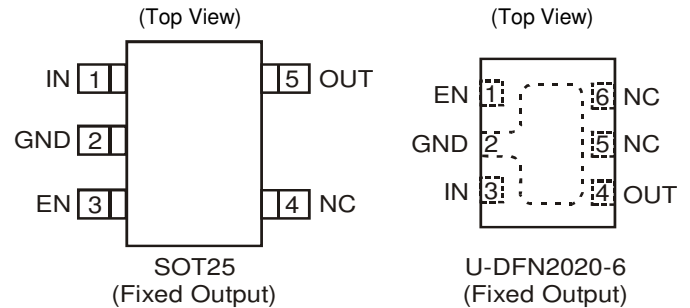 (Top View)
IN 1 5 OUT
GND 2
EN 3 4 NC
SOT25
(Fixed Output)
(Top View)
EN 1 6 NC
GND 2 5 NC
IN 3 4 OUT
U-DFN2020-6
(Fixed Output)